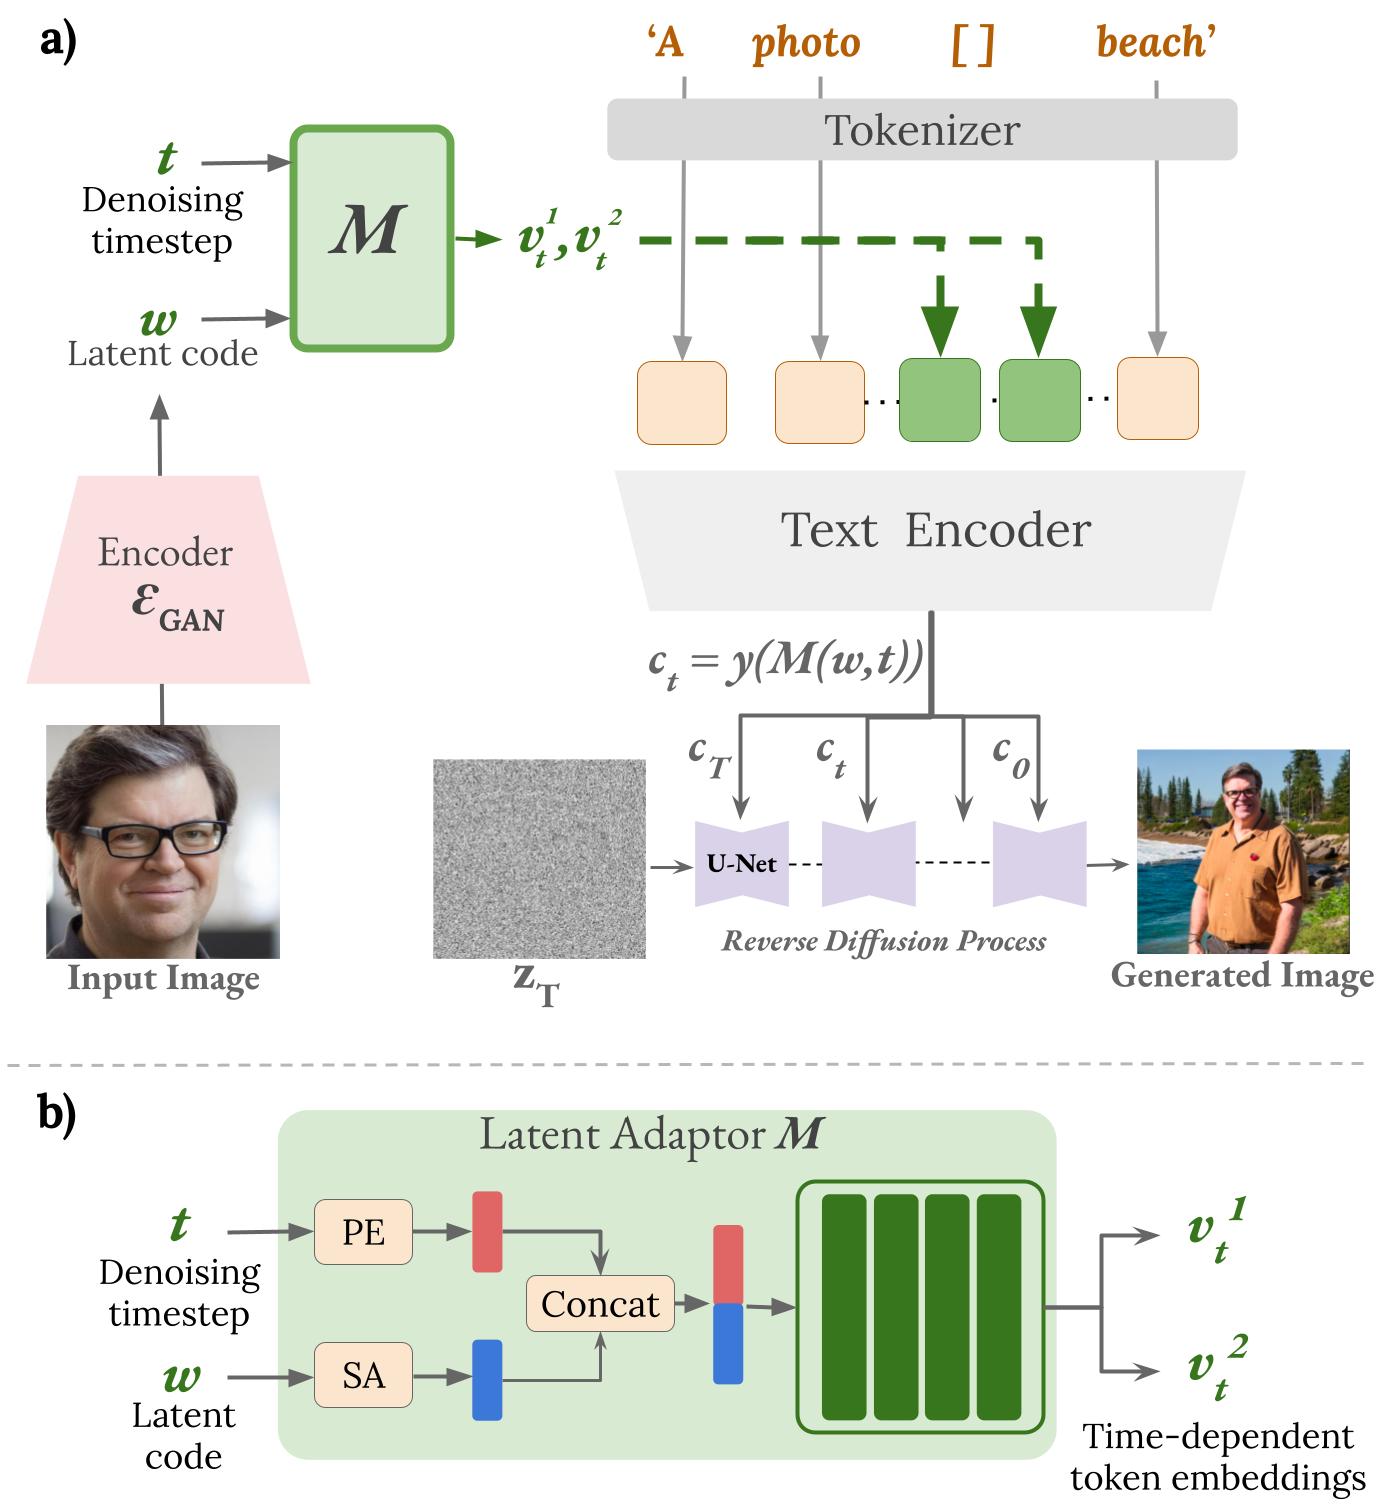 a)
‘A photo [ ] beach’
Tokenizer
t
Denoising
timestep
M
v_t^1, v_t^2
w
Latent code
Encoder
ℰ_GAN
Text Encoder
c_t = y(M(w,t))
c_T c_t c_0
U-Net
Reverse Diffusion Process
Input Image
z_T
Generated Image
b)
Latent Adaptor M
t
Denoising
timestep
PE
Concat
w
Latent
code
SA
v_t^1
v_t^2
Time-dependent
token embeddings